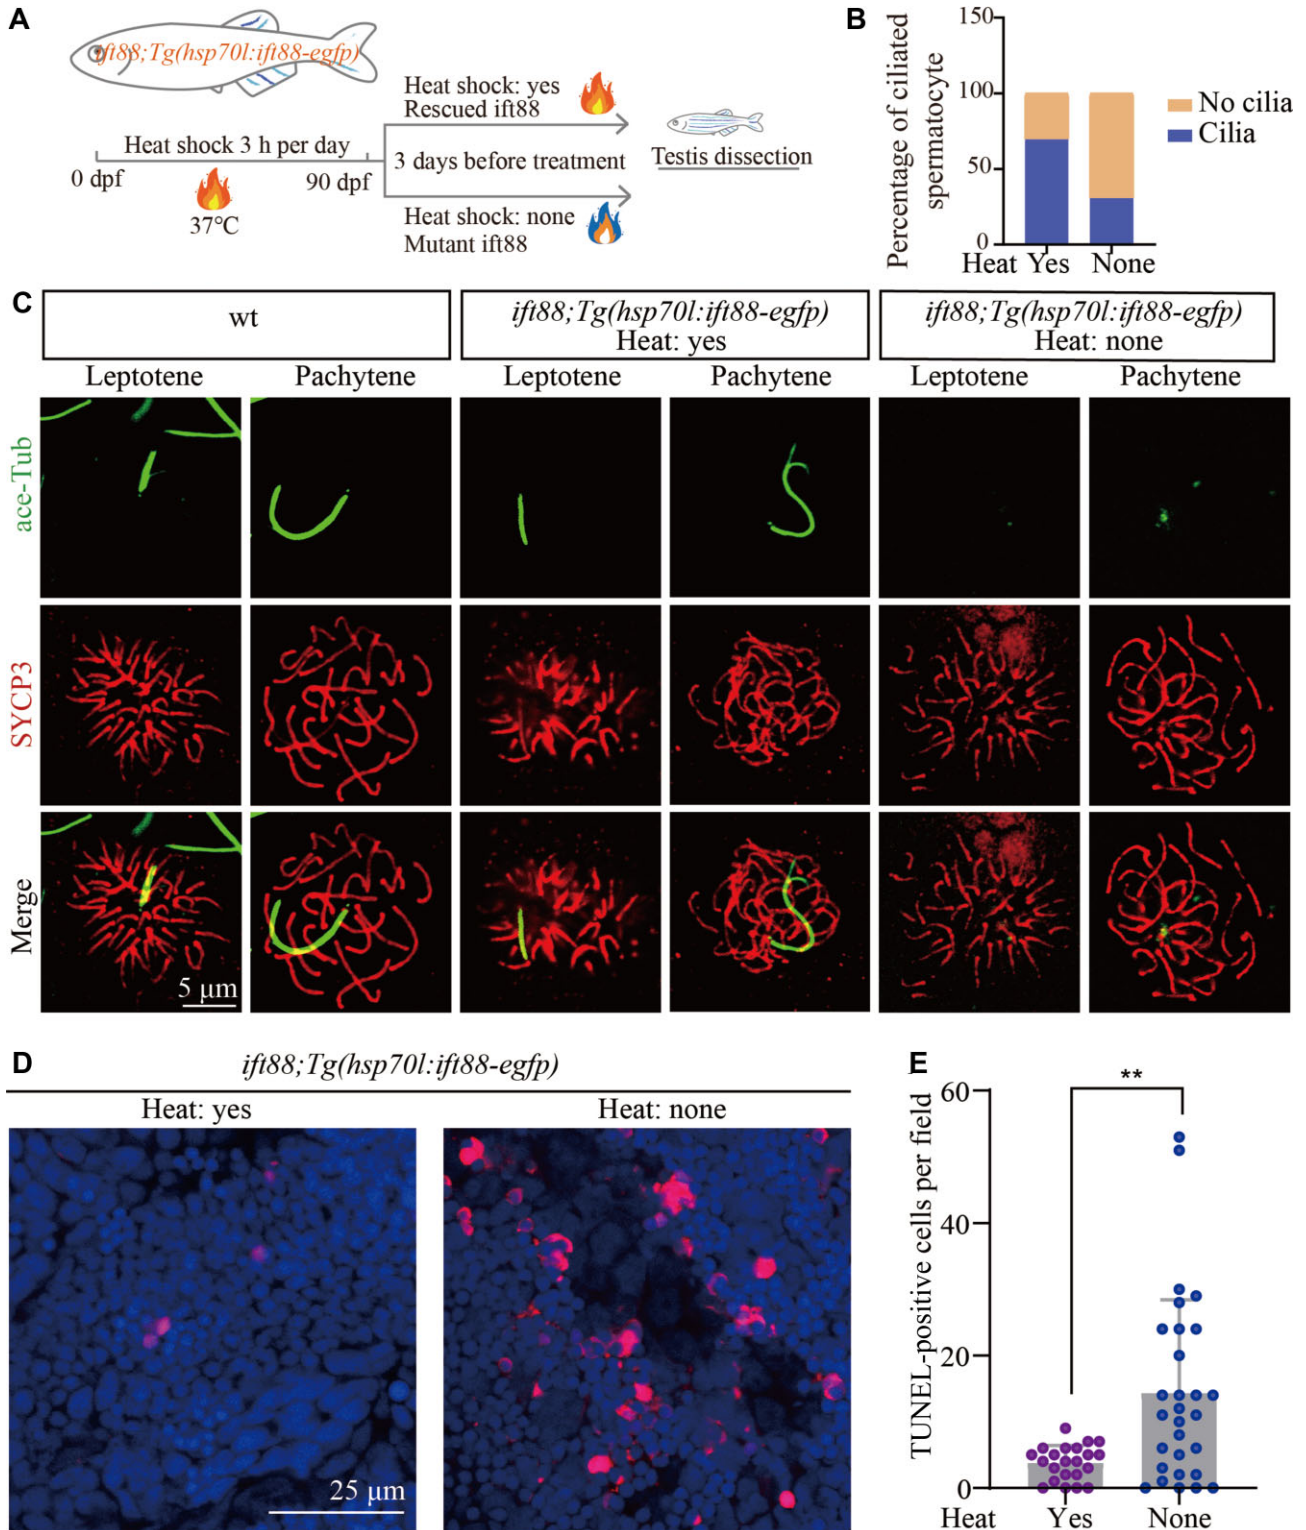 A
ift88;Tg(hsp70l:ift88-egfp)
Heat shock 3 h per day
0 dpf
90 dpf
37°C
Heat shock: yes
Rescued ift88
3 days before treatment
Heat shock: none
Mutant ift88
Testis dissection
B
Percentage of ciliated
spermatocyte
150
100
50
0
Heat Yes None
No cilia
Cilia
C
wt
ift88;Tg(hsp70l:ift88-egfp)
Heat: yes
ift88;Tg(hsp70l:ift88-egfp)
Heat: none
Leptotene Pachytene Leptotene Pachytene Leptotene Pachytene
ace-Tub
SYCP3
Merge
5 μm
D
ift88;Tg(hsp70l:ift88-egfp)
Heat: yes
Heat: none
25 μm
E
TUNEL-positive cells per field
60
40
20
0
**
Heat Yes None